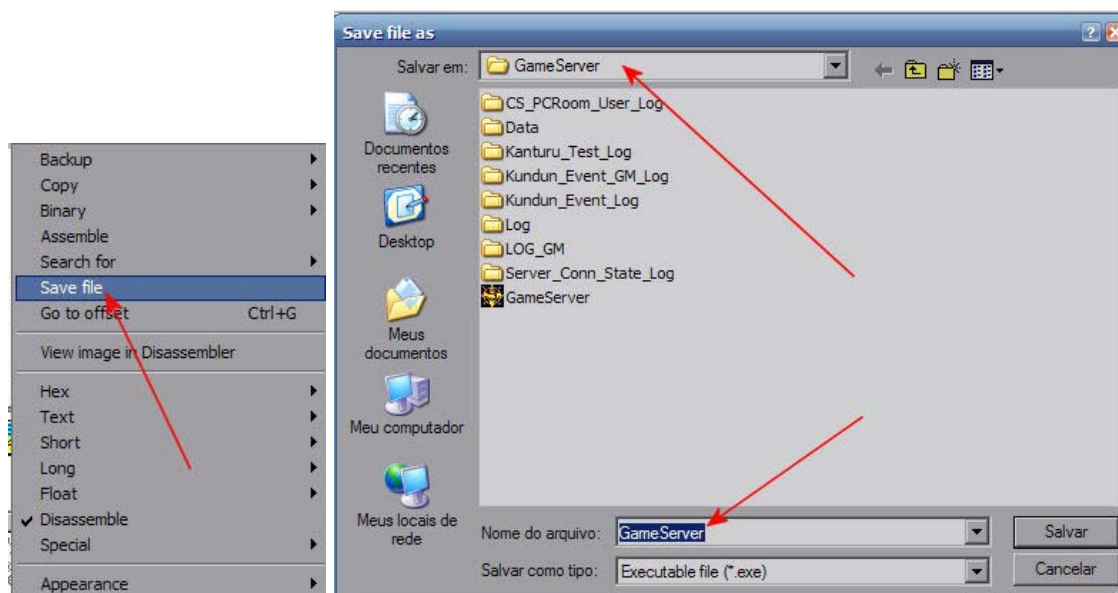 Backup
Copy
Binary
Assemble
Search for
Save file
Go to offset Ctrl+G
View image in Disassembler
Hex
Text
Short
Long
Float
Disassemble
Special
Appearance
Save file as
Salvar em: GameServer
Documentos
recentes
Desktop
Meus
documentos
Meu computador
Meus locais de
rede
CS_PCRoom_User_Log
Data
Kanturu_Test_Log
Kundun_Event_GM_Log
Kundun_Event_Log
Log
LOG_GM
Server_Conn_State_Log
GameServer
Nome do arquivo: GameServer Salvar
Salvar como tipo: Executable file (*.exe) Cancelar